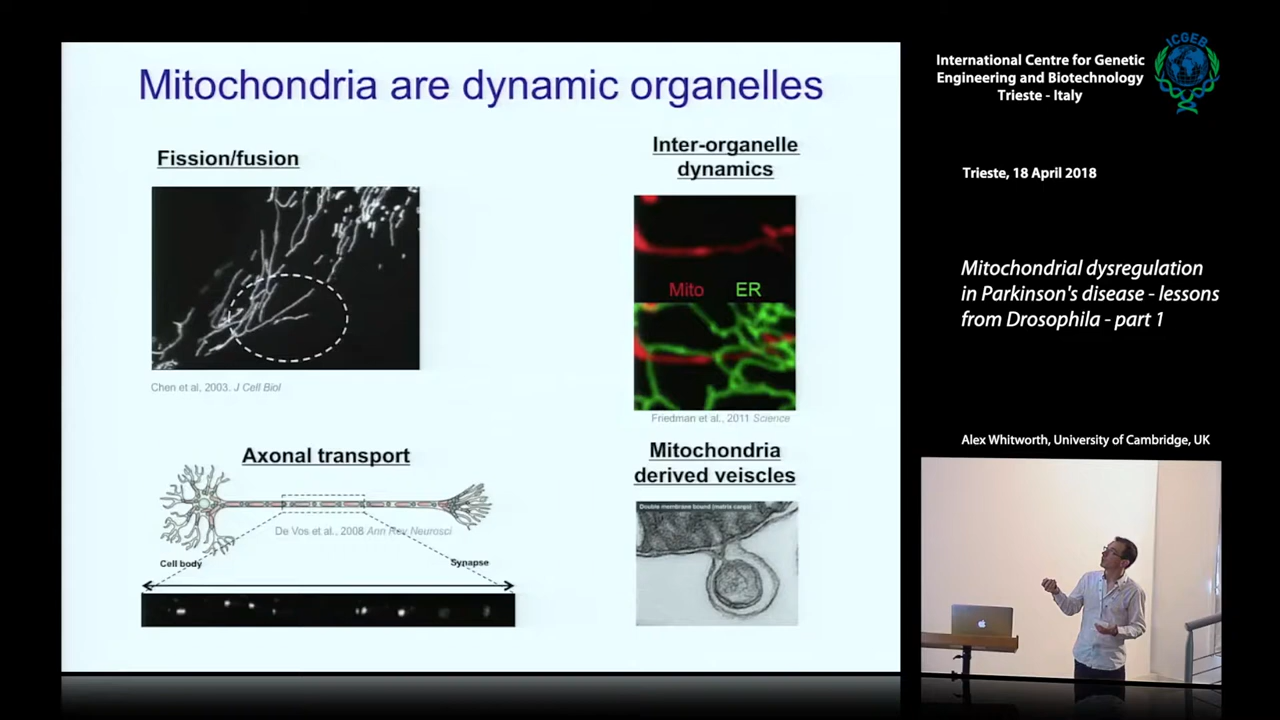 Mitochondria are dynamic organelles
Fission/fusion
Chen et al, 2003. J Cell Biol
Inter-organelle
dynamics
Mito ER
Friedman et al., 2011 Science
Axonal transport
De Vos et al., 2008 Ann Rev Neurosci
Cell body
Synapse
Mitochondria
derived veiscles
Double membrane bound (matrix cargo)
International Centre for Genetic
Engineering and Biotechnology
Trieste - Italy
ICGEB
Trieste, 18 April 2018
Mitochondrial dysregulation
in Parkinson's disease - lessons
from Drosophila - part 1
Alex Whitworth, University of Cambridge, UK